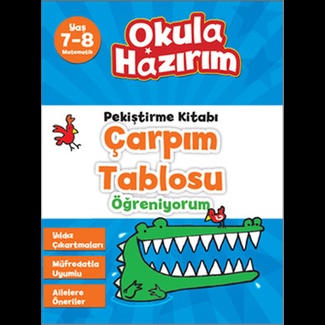 Yaş
7-8
Matematik
Okula
Hazırım
Pekiştirme Kitabı
Çarpım
Tablosu
Öğreniyorum
Yıldız
Çıkartmaları
Müfredatla
Uyumlu
Ailelere
Öneriler